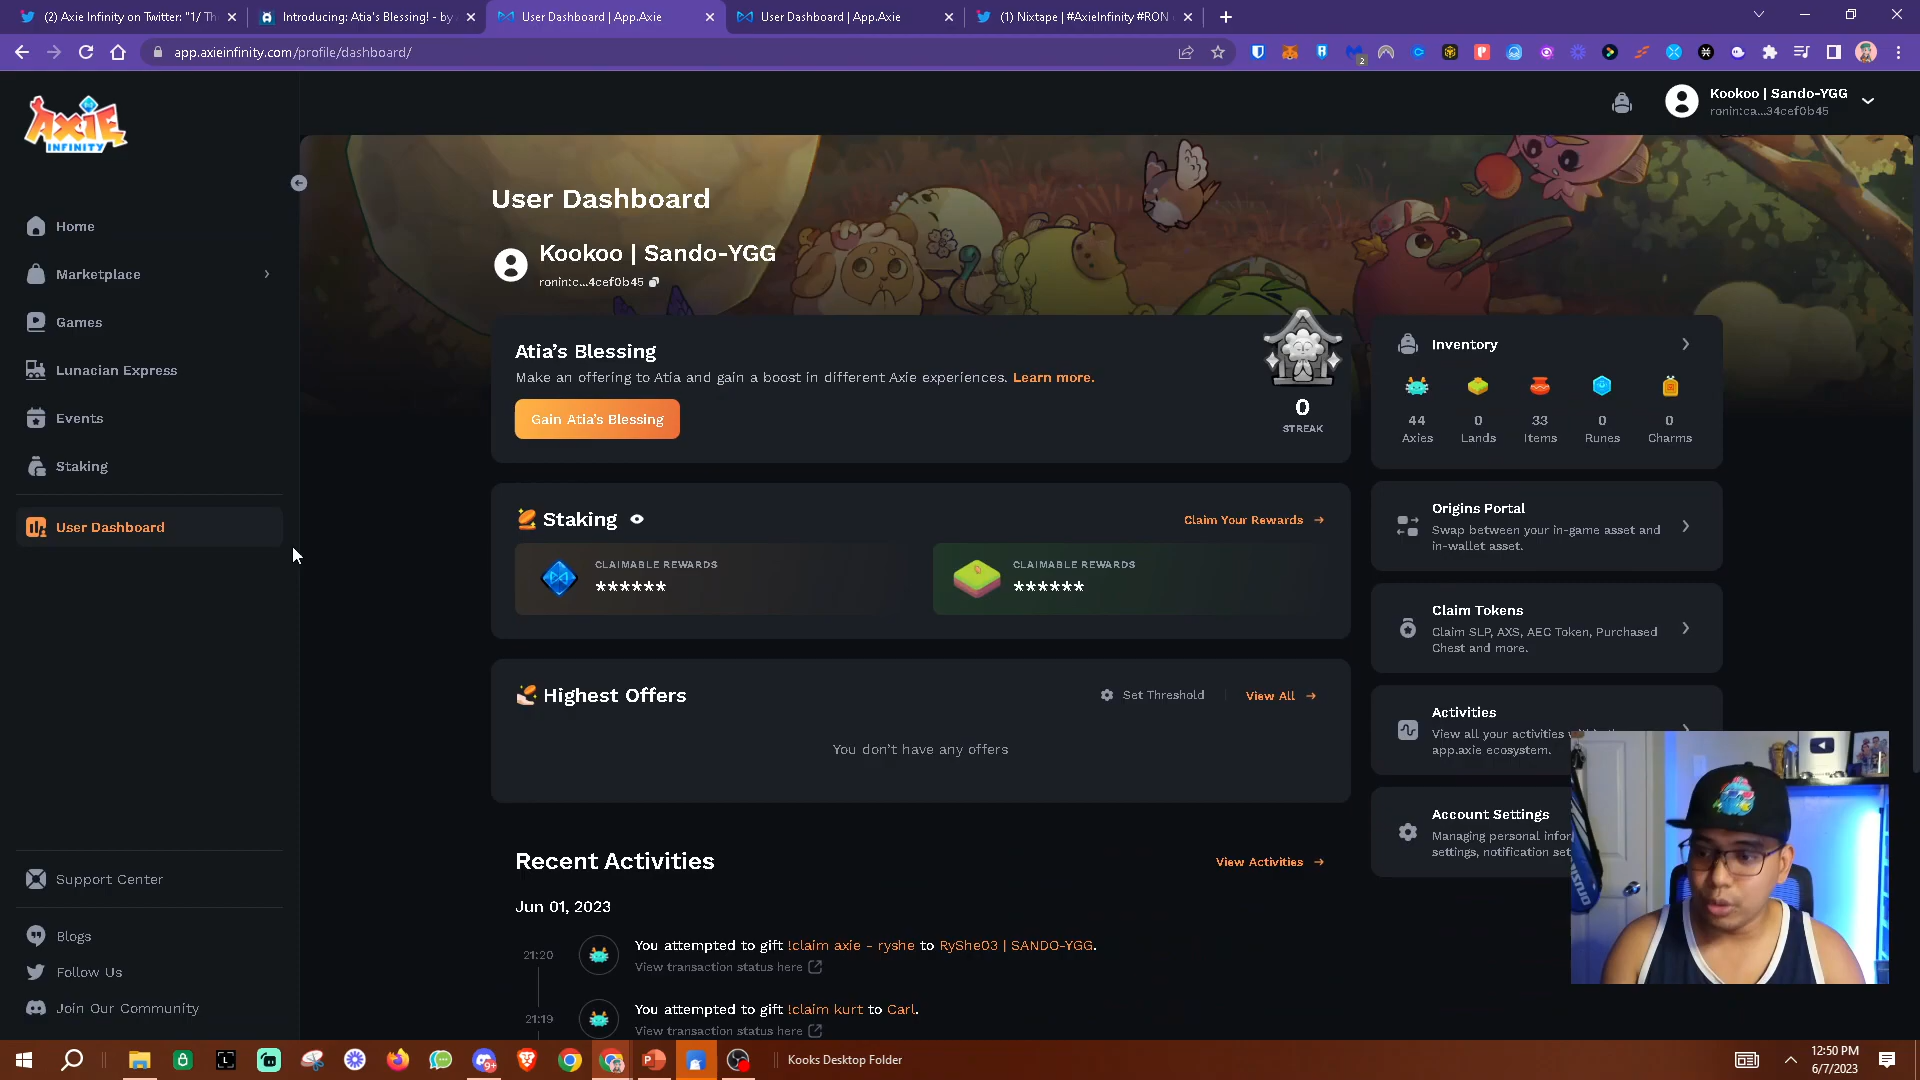 (2) Axie Infinity on Twitter: "1/ Th
Introducing: Atia's Blessing! - by
User Dashboard | App.Axie
User Dashboard | App.Axie
(1) Nixtape | #AxieInfinity #RON
app.axieinfinity.com/profile/dashboard/
2
AXIE
INFINITY
Kookoo | Sando-YGG
ronin:ca...34cef0b45
Home
Marketplace
Games
Lunacian Express
Events
Staking
User Dashboard
Support Center
Blogs
Follow Us
Join Our Community
User Dashboard
Kookoo | Sando-YGG
ronin:c...4cef0b45
Atia's Blessing
Make an offering to Atia and gain a boost in different Axie experiences. Learn more.
Gain Atia's Blessing
0
STREAK
Staking
Claim Your Rewards
CLAIMABLE REWARDS
******
CLAIMABLE REWARDS
******
Highest Offers
Set Threshold
View All
You don't have any offers
Recent Activities
View Activities
Jun 01, 2023
21:20
You attempted to gift !claim axie - ryshe to RyShe03 | SANDO-YGG.
View transaction status here
21:19
You attempted to gift !claim kurt to Carl.
View transaction status here
Inventory
44
Axies
0
Lands
33
Items
0
Runes
0
Charms
Origins Portal
Swap between your in-game asset and
in-wallet asset.
Claim Tokens
Claim SLP, AXS, AEC Token, Purchased
Chest and more.
Activities
View all your activities
app.axie ecosystem.
Account Settings
Managing personal infor
settings, notification set
9+
Kooks Desktop Folder
12:50 PM
6/7/2023